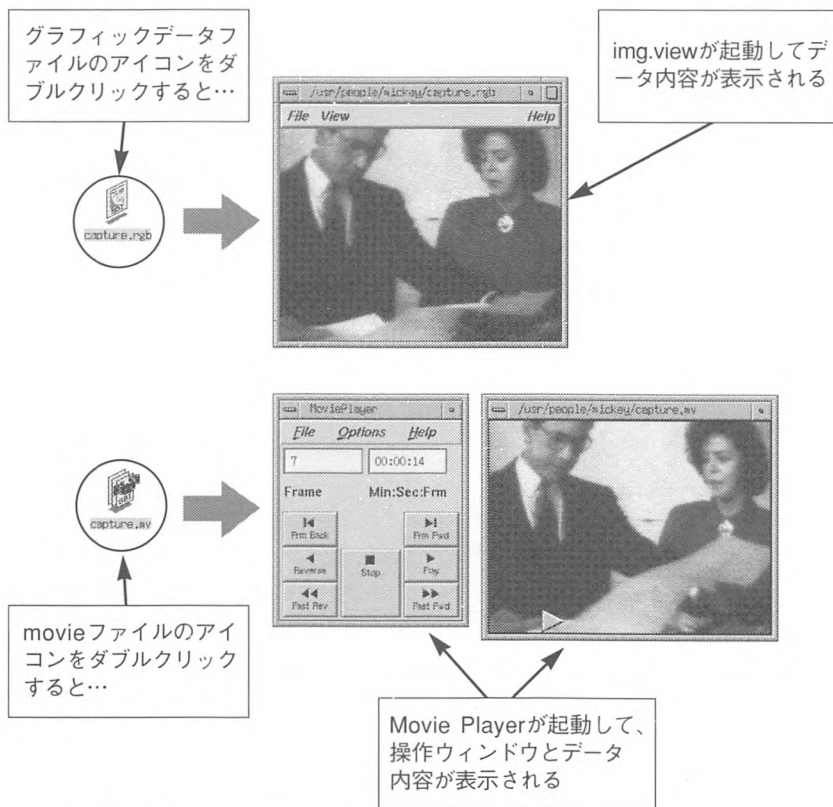 グラフィックデータフ
ァイルのアイコンをダ
ブルクリックすると…
img.viewが起動してデ
ータ内容が表示される
/usr/people/mickey/capture.rgb
File View Help
capture.rgb
MoviePlayer
File Options Help
7 00:00:14
Frame Min:Sec:Frm
Frm Back Frm Fwd
Reverse Stop Play
Fast Rev Fast Fwd
/usr/people/mickey/capture.mv
capture.mv
movieファイルのアイ
コンをダブルクリック
すると…
Movie Playerが起動して、
操作ウィンドウとデータ
内容が表示される